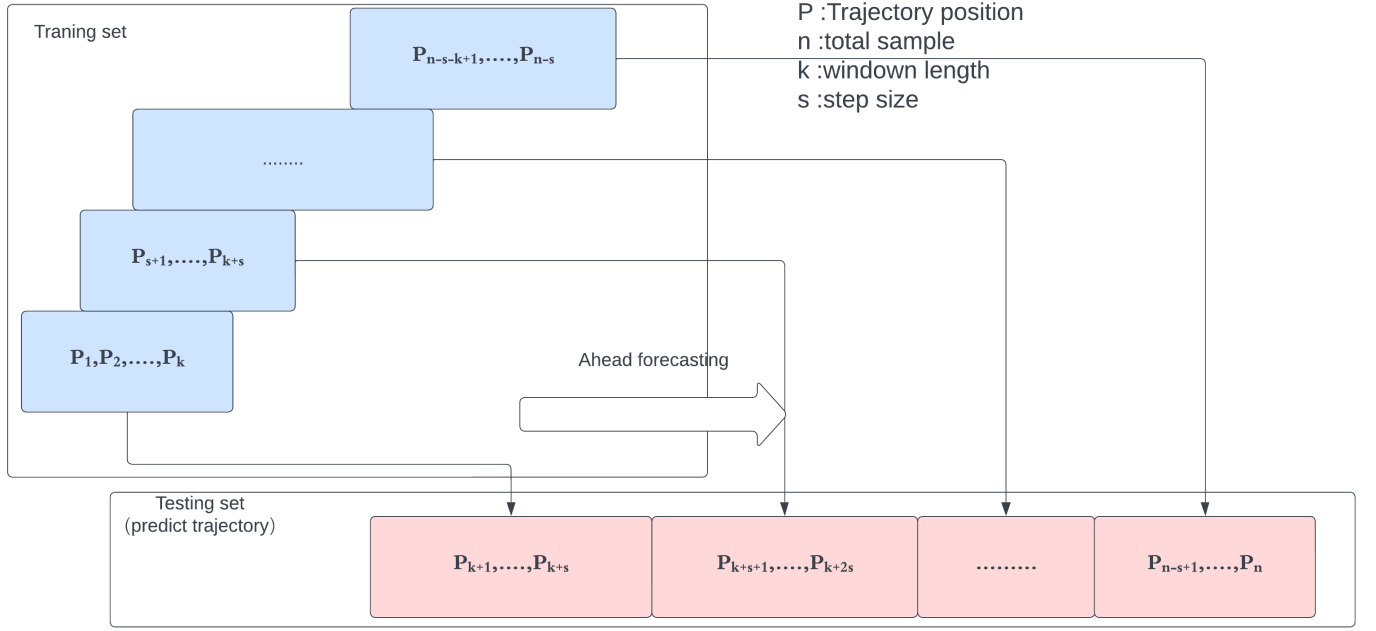 Traning set
P :Trajectory position
n :total sample
k :windown length
s :step size
Pn-s-k+1,....,Pn-s
........
Ps+1,....,Pk+s
P1,P2,....,Pk
Ahead forecasting
Testing set
（predict trajectory）
Pk+1,....,Pk+s
Pk+s+1,....,Pk+2s
.........
Pn-s+1,....,Pn